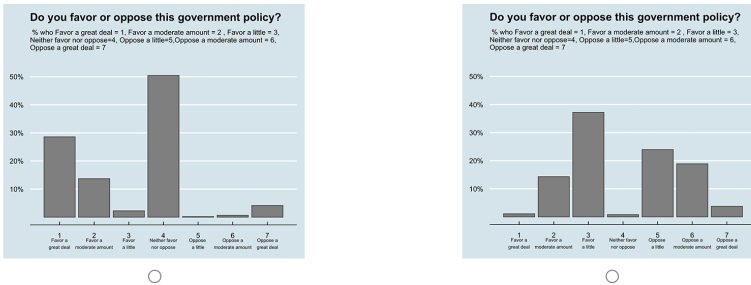 Do you favor or oppose this government policy?
% who Favor a great deal = 1, Favor a moderate amount = 2 , Favor a little = 3,
Neither favor nor oppose=4, Oppose a little=5,Oppose a moderate amount = 6,
Oppose a great deal = 7
50%
40%
30%
20%
10%
1 2 3 4 5 6 7
Favor a Favor a Favor Neither favor Oppose Oppose a Oppose a
great deal moderate amount a little nor oppose a little moderate amount great deal
Do you favor or oppose this government policy?
% who Favor a great deal = 1, Favor a moderate amount = 2 , Favor a little = 3,
Neither favor nor oppose=4, Oppose a little=5,Oppose a moderate amount = 6,
Oppose a great deal = 7
50%
40%
30%
20%
10%
1 2 3 4 5 6 7
Favor a Favor a Favor Neither favor Oppose Oppose a Oppose a
great deal moderate amount a little nor oppose a little moderate amount great deal